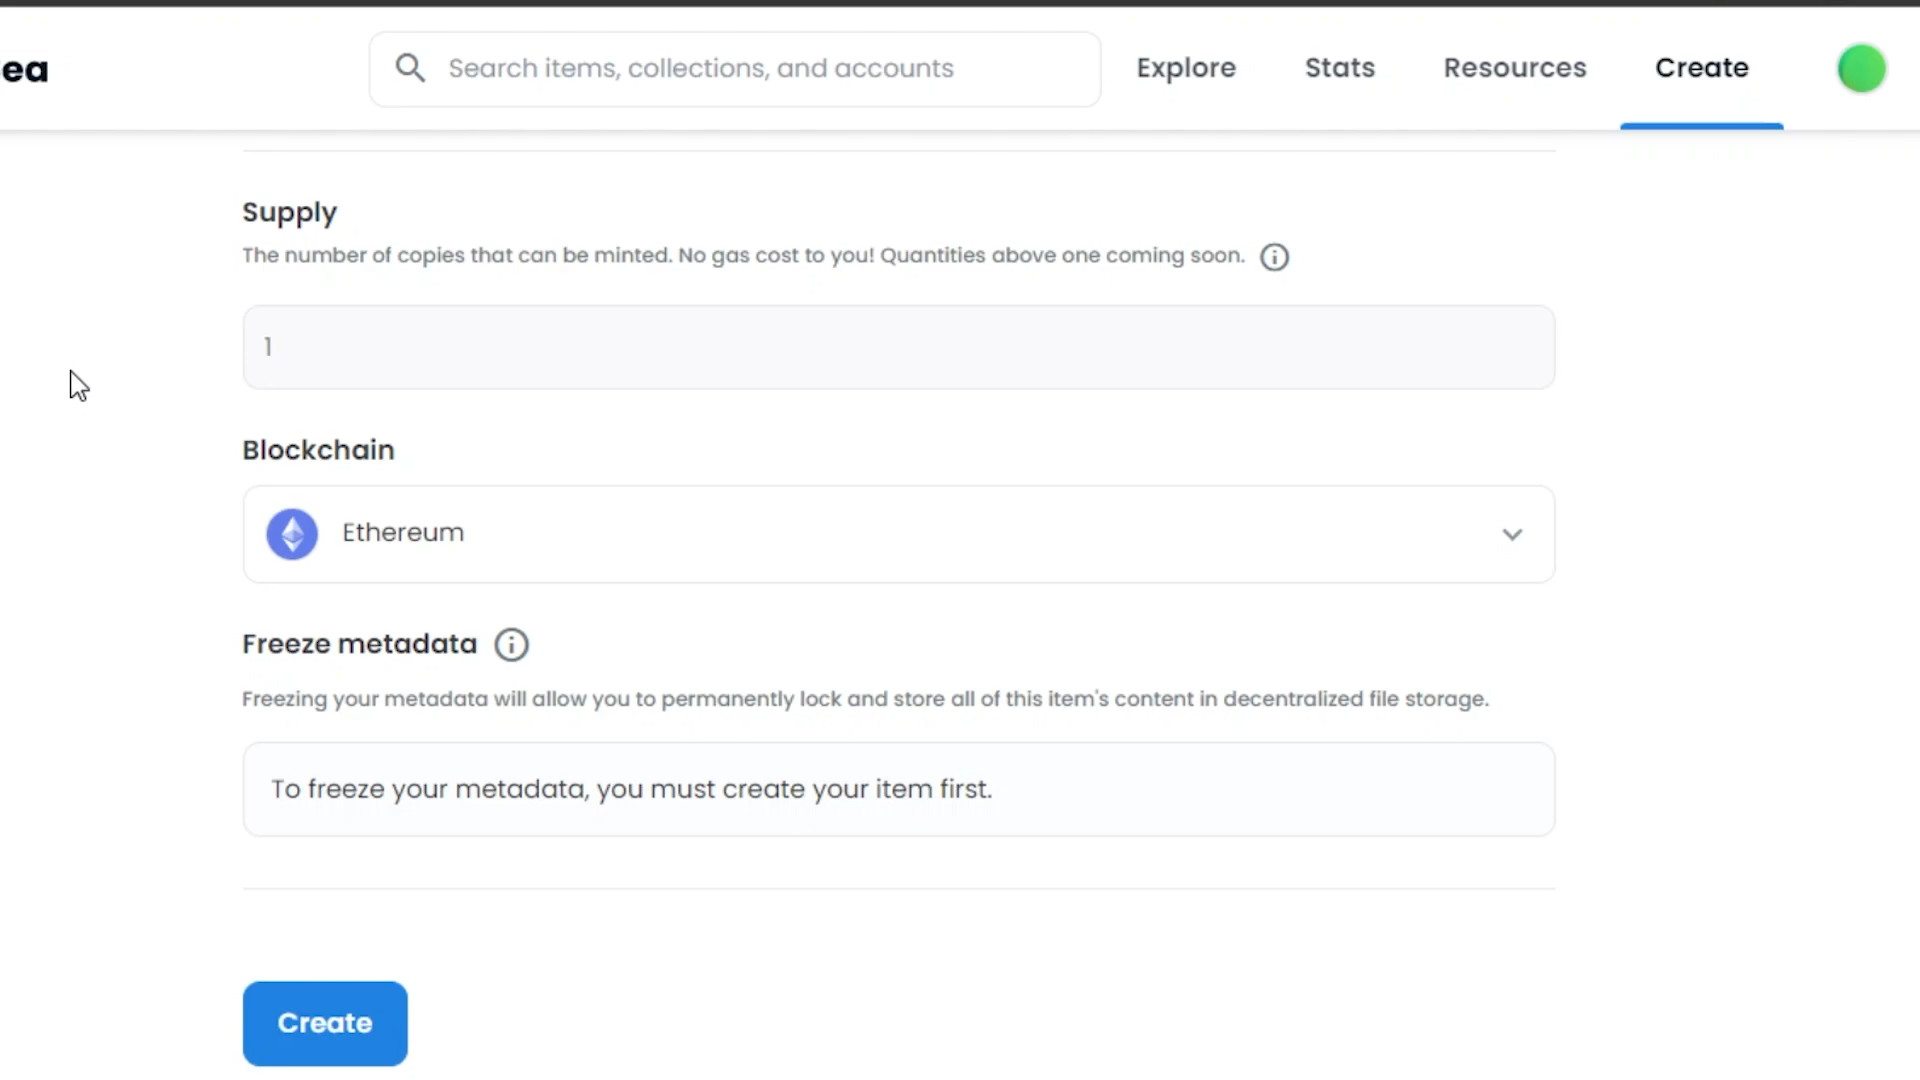 ea
Search items, collections, and accounts
Explore
Stats
Resources
Create
Supply
The number of copies that can be minted. No gas cost to you! Quantities above one coming soon.
1
Blockchain
Ethereum
Freeze metadata
Freezing your metadata will allow you to permanently lock and store all of this item's content in decentralized file storage.
To freeze your metadata, you must create your item first.
Create